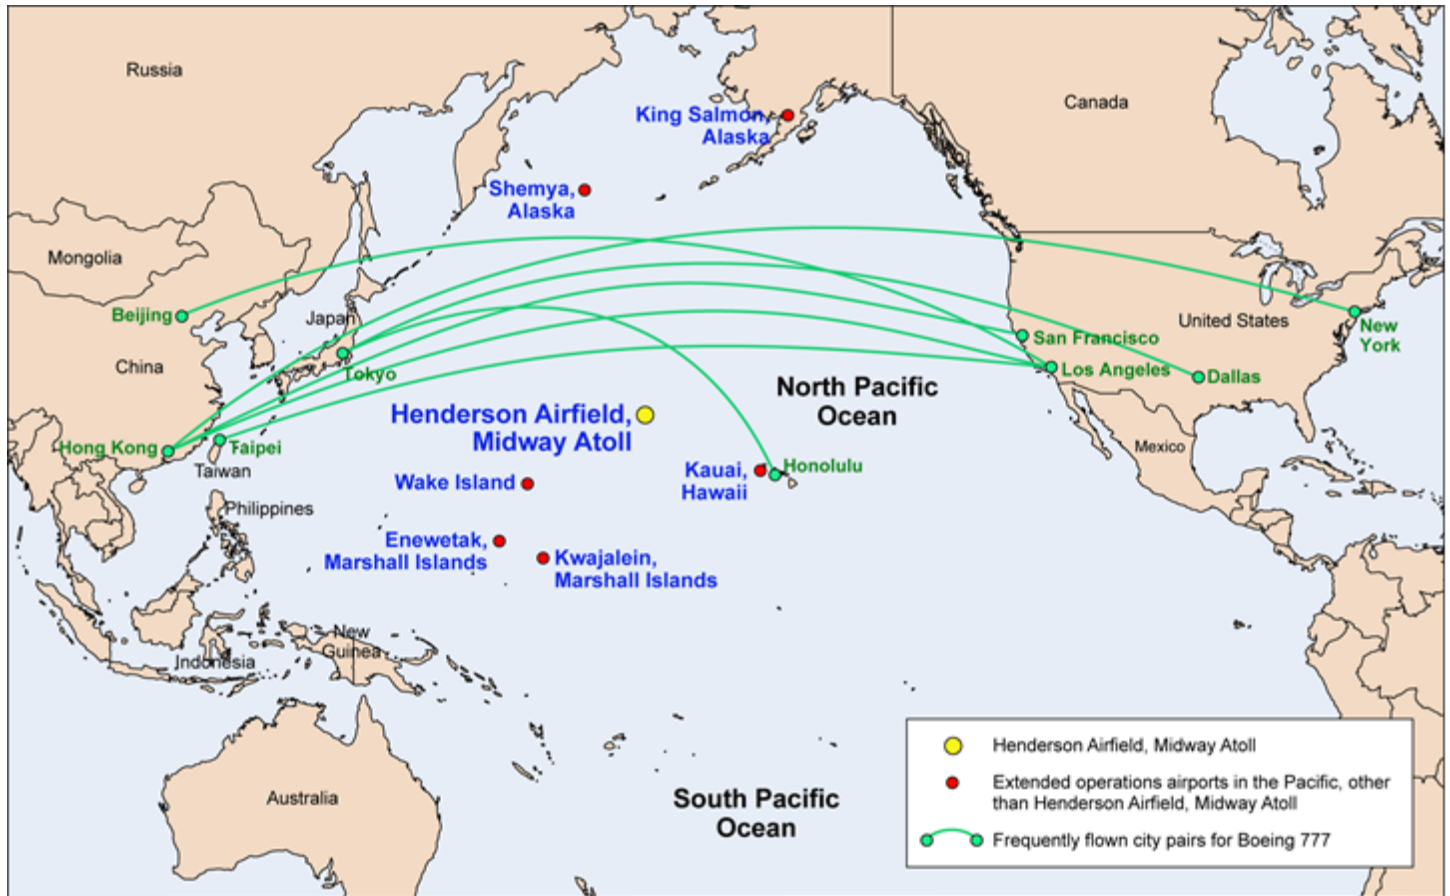 Russia
Canada
King Salmon,
Alaska
Shemya,
Alaska
Mongolia
Beijing
Japan
China
Tokyo
United States
New
York
San Francisco
Los Angeles
Dallas
North Pacific
Ocean
Henderson Airfield,
Midway Atoll
Hong Kong
Taipei
Taiwan
Mexico
Kauai,
Hawaii
Honolulu
Wake Island
Philippines
Enewetak,
Marshall Islands
Kwajalein,
Marshall Islands
New
Guinea
Indonesia
Australia
South Pacific
Ocean
Henderson Airfield, Midway Atoll
Extended operations airports in the Pacific, other
than Henderson Airfield, Midway Atoll
Frequently flown city pairs for Boeing 777